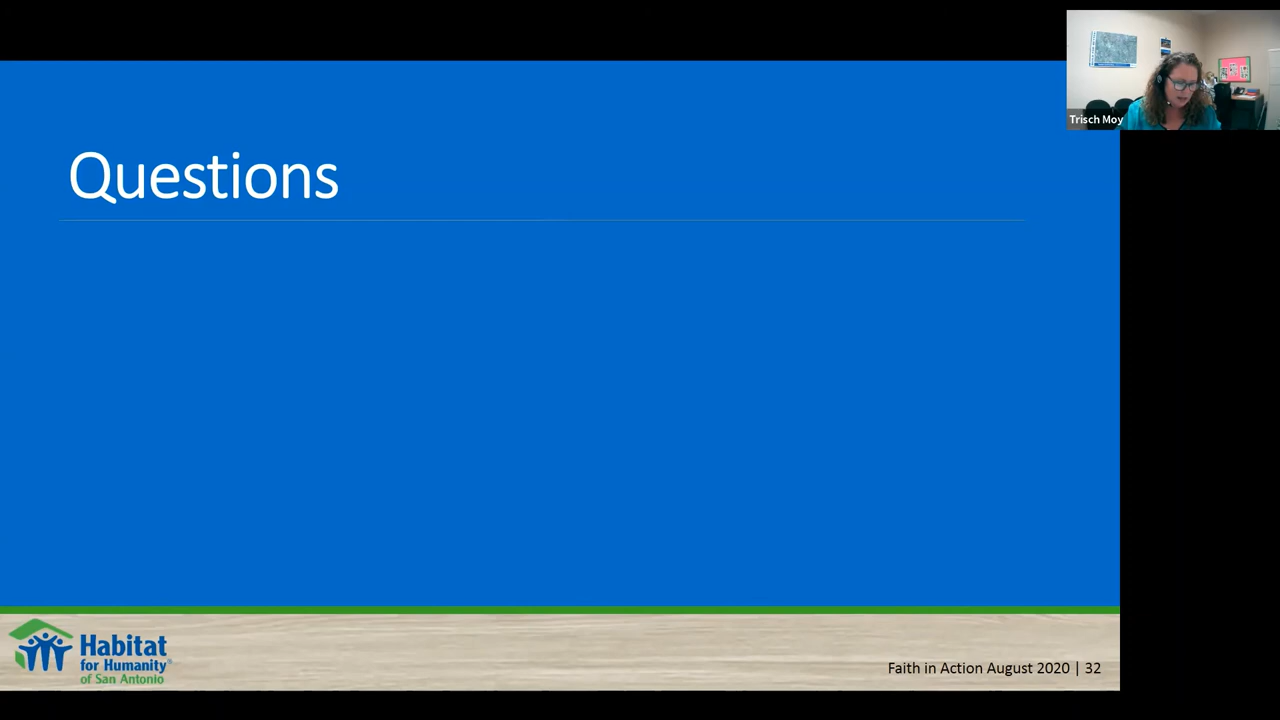 Trisch Moy
Questions
Habitat
for Humanity®
of San Antonio
Faith in Action August 2020 | 32